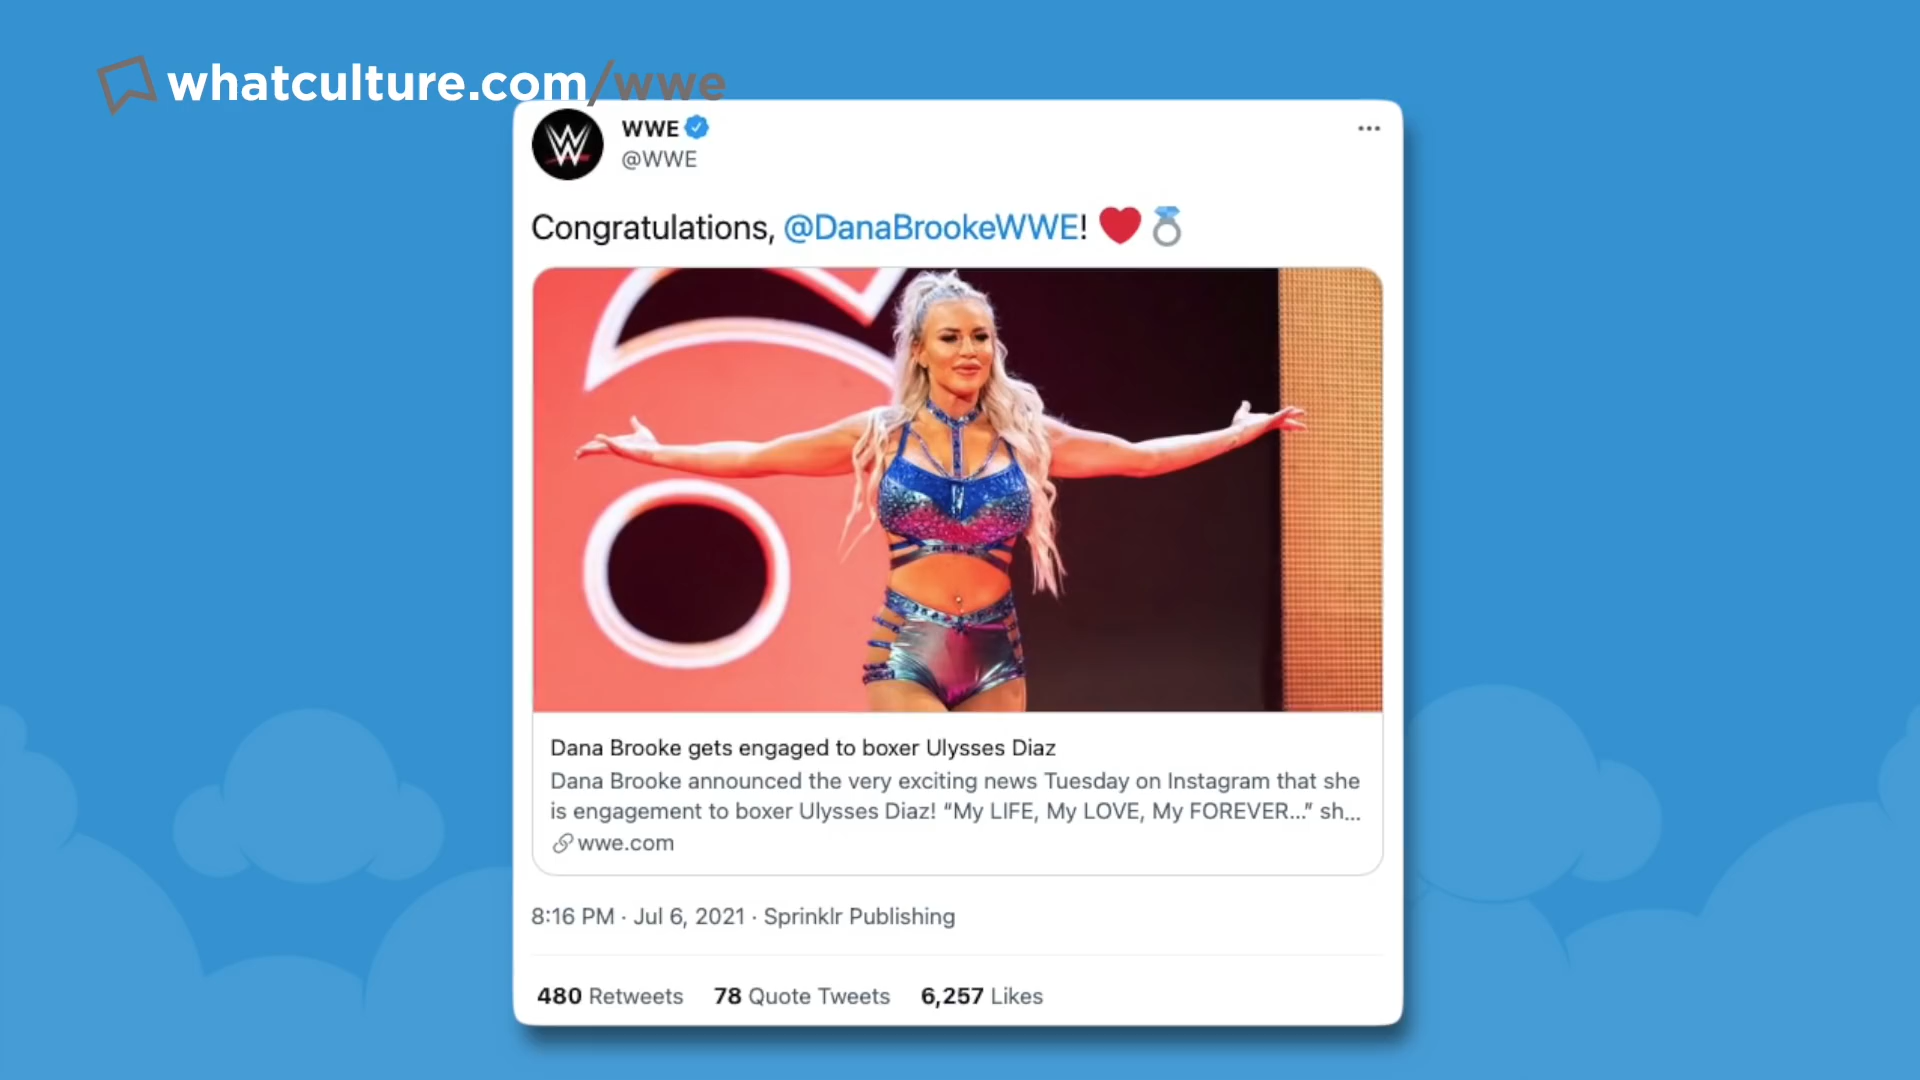 whatculture.com/wwe
WWE
@WWE
Congratulations, @DanaBrookeWWE! ❤️💍
Dana Brooke gets engaged to boxer Ulysses Diaz
Dana Brooke announced the very exciting news Tuesday on Instagram that she
is engagement to boxer Ulysses Diaz! “My LIFE, My LOVE, My FOREVER...” sh...
wwe.com
8:16 PM · Jul 6, 2021 · Sprinklr Publishing
480 Retweets 78 Quote Tweets 6,257 Likes